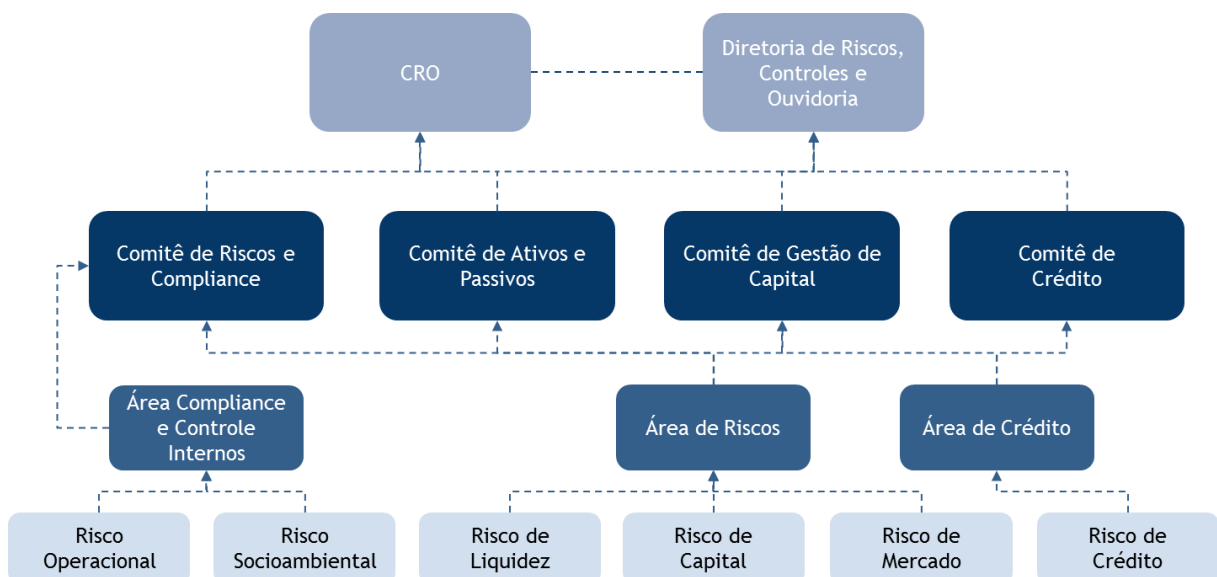 CRO
Diretoria de Riscos,
Controles e
Ouvidoria
Comitê de Riscos e
Compliance
Comitê de Ativos e
Passivos
Comitê de Gestão de
Capital
Comitê de
Crédito
Área Compliance
e Controle
Internos
Área de Riscos
Área de Crédito
Risco
Operacional
Risco
Socioambiental
Risco de
Liquidez
Risco de
Capital
Risco de
Mercado
Risco de
Crédito